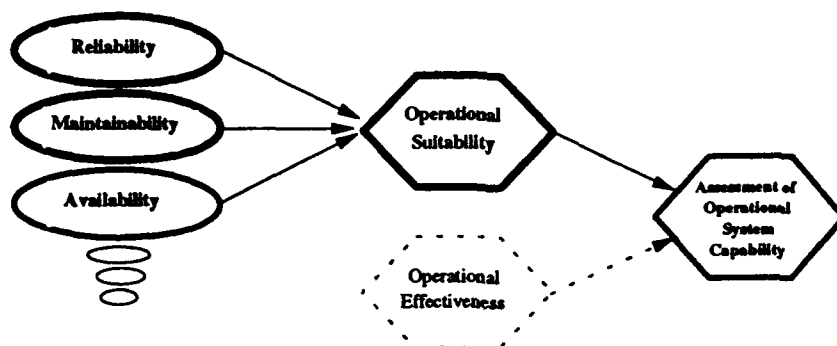 Reliability
Maintainability
Availability
Operational
Suitability
Operational
Effectiveness
Assessment of
Operational
System
Capability